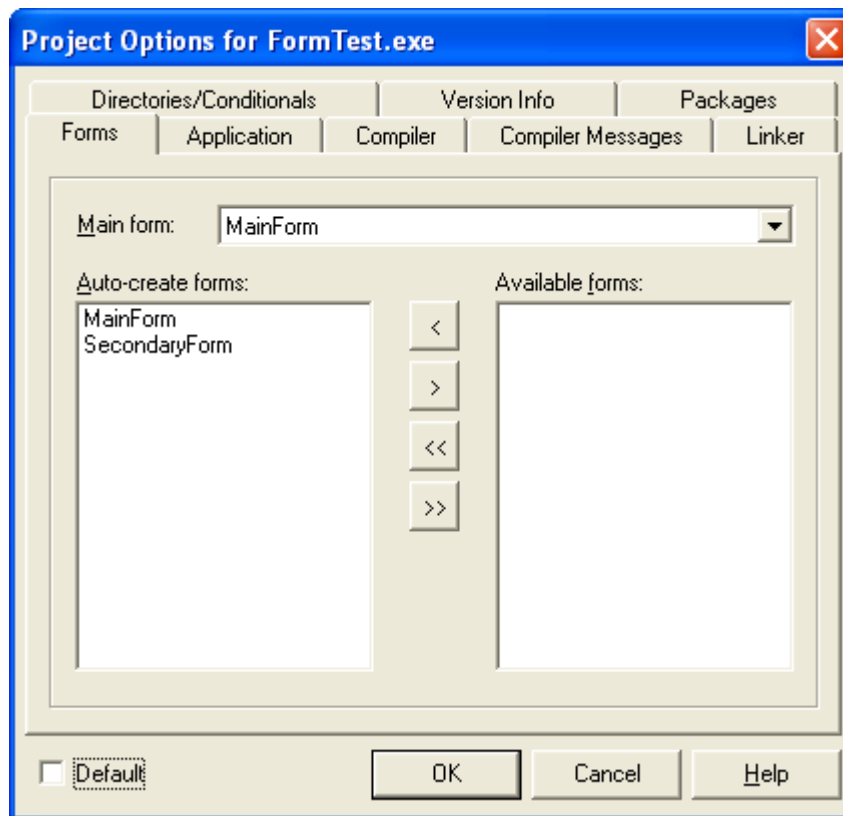 Project Options for FormTest.exe
Directories/Conditionals Version Info Packages
Forms Application Compiler Compiler Messages Linker
Main form: MainForm
Auto-create forms: Available forms:
MainForm
SecondaryForm
<
>
<<
>>
Default OK Cancel Help